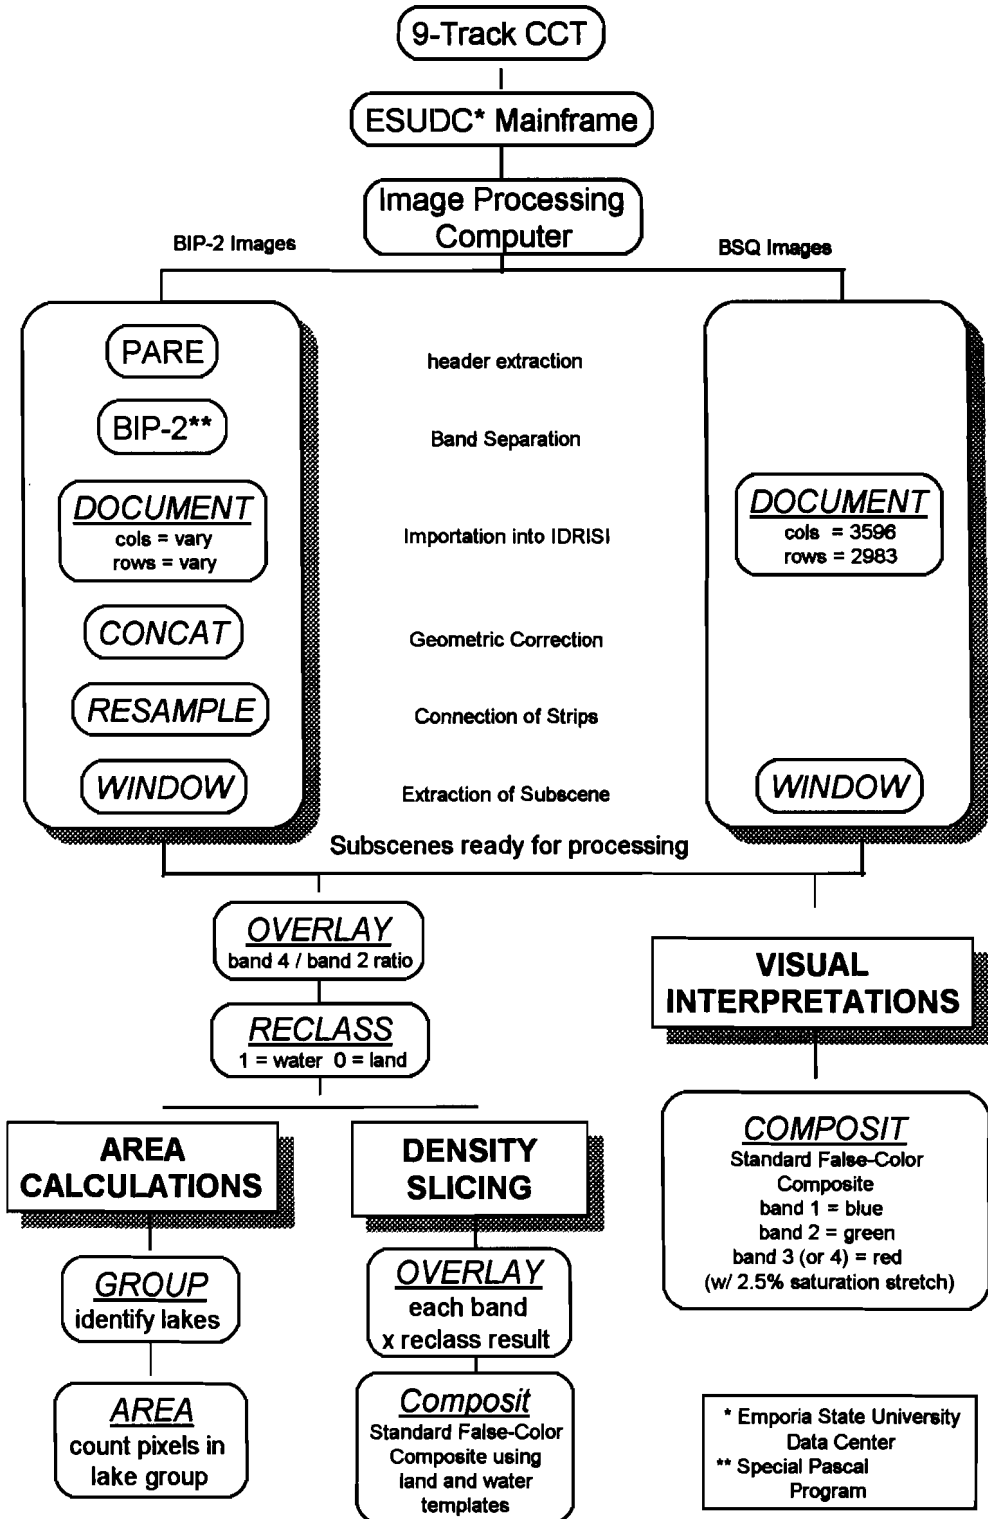 9-Track CCT
ESUDC* Mainframe
Image Processing
Computer
BIP-2 Images
BSQ Images
PARE
header extraction
BIP-2**
Band Separation
DOCUMENT
cols = vary
rows = vary
Importation into IDRISI
DOCUMENT
cols = 3596
rows = 2983
CONCAT
Geometric Correction
RESAMPLE
Connection of Strips
WINDOW
Extraction of Subscene
WINDOW
Subscenes ready for processing
OVERLAY
band 4 / band 2 ratio
RECLASS
1 = water 0 = land
VISUAL
INTERPRETATIONS
COMPOSIT
Standard False-Color
Composite
band 1 = blue
band 2 = green
band 3 (or 4) = red
(w/ 2.5% saturation stretch)
AREA
CALCULATIONS
GROUP
identify lakes
AREA
count pixels in
lake group
DENSITY
SLICING
OVERLAY
each band
x reclass result
Composit
Standard False-Color
Composite using
land and water
templates
* Emporia State University
Data Center
** Special Pascal
Program